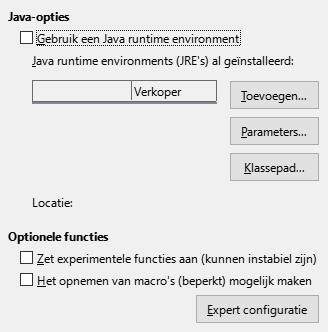 Java-opties
Gebruik een Java runtime environment
Java runtime environments (JRE's) al geïnstalleerd:
Verkoper
Toevoegen...
Parameters...
Klassepad...
Locatie:
Optionele functies
Zet experimentele functies aan (kunnen instabiel zijn)
Het opnemen van macro's (beperkt) mogelijk maken
Expert configuratie